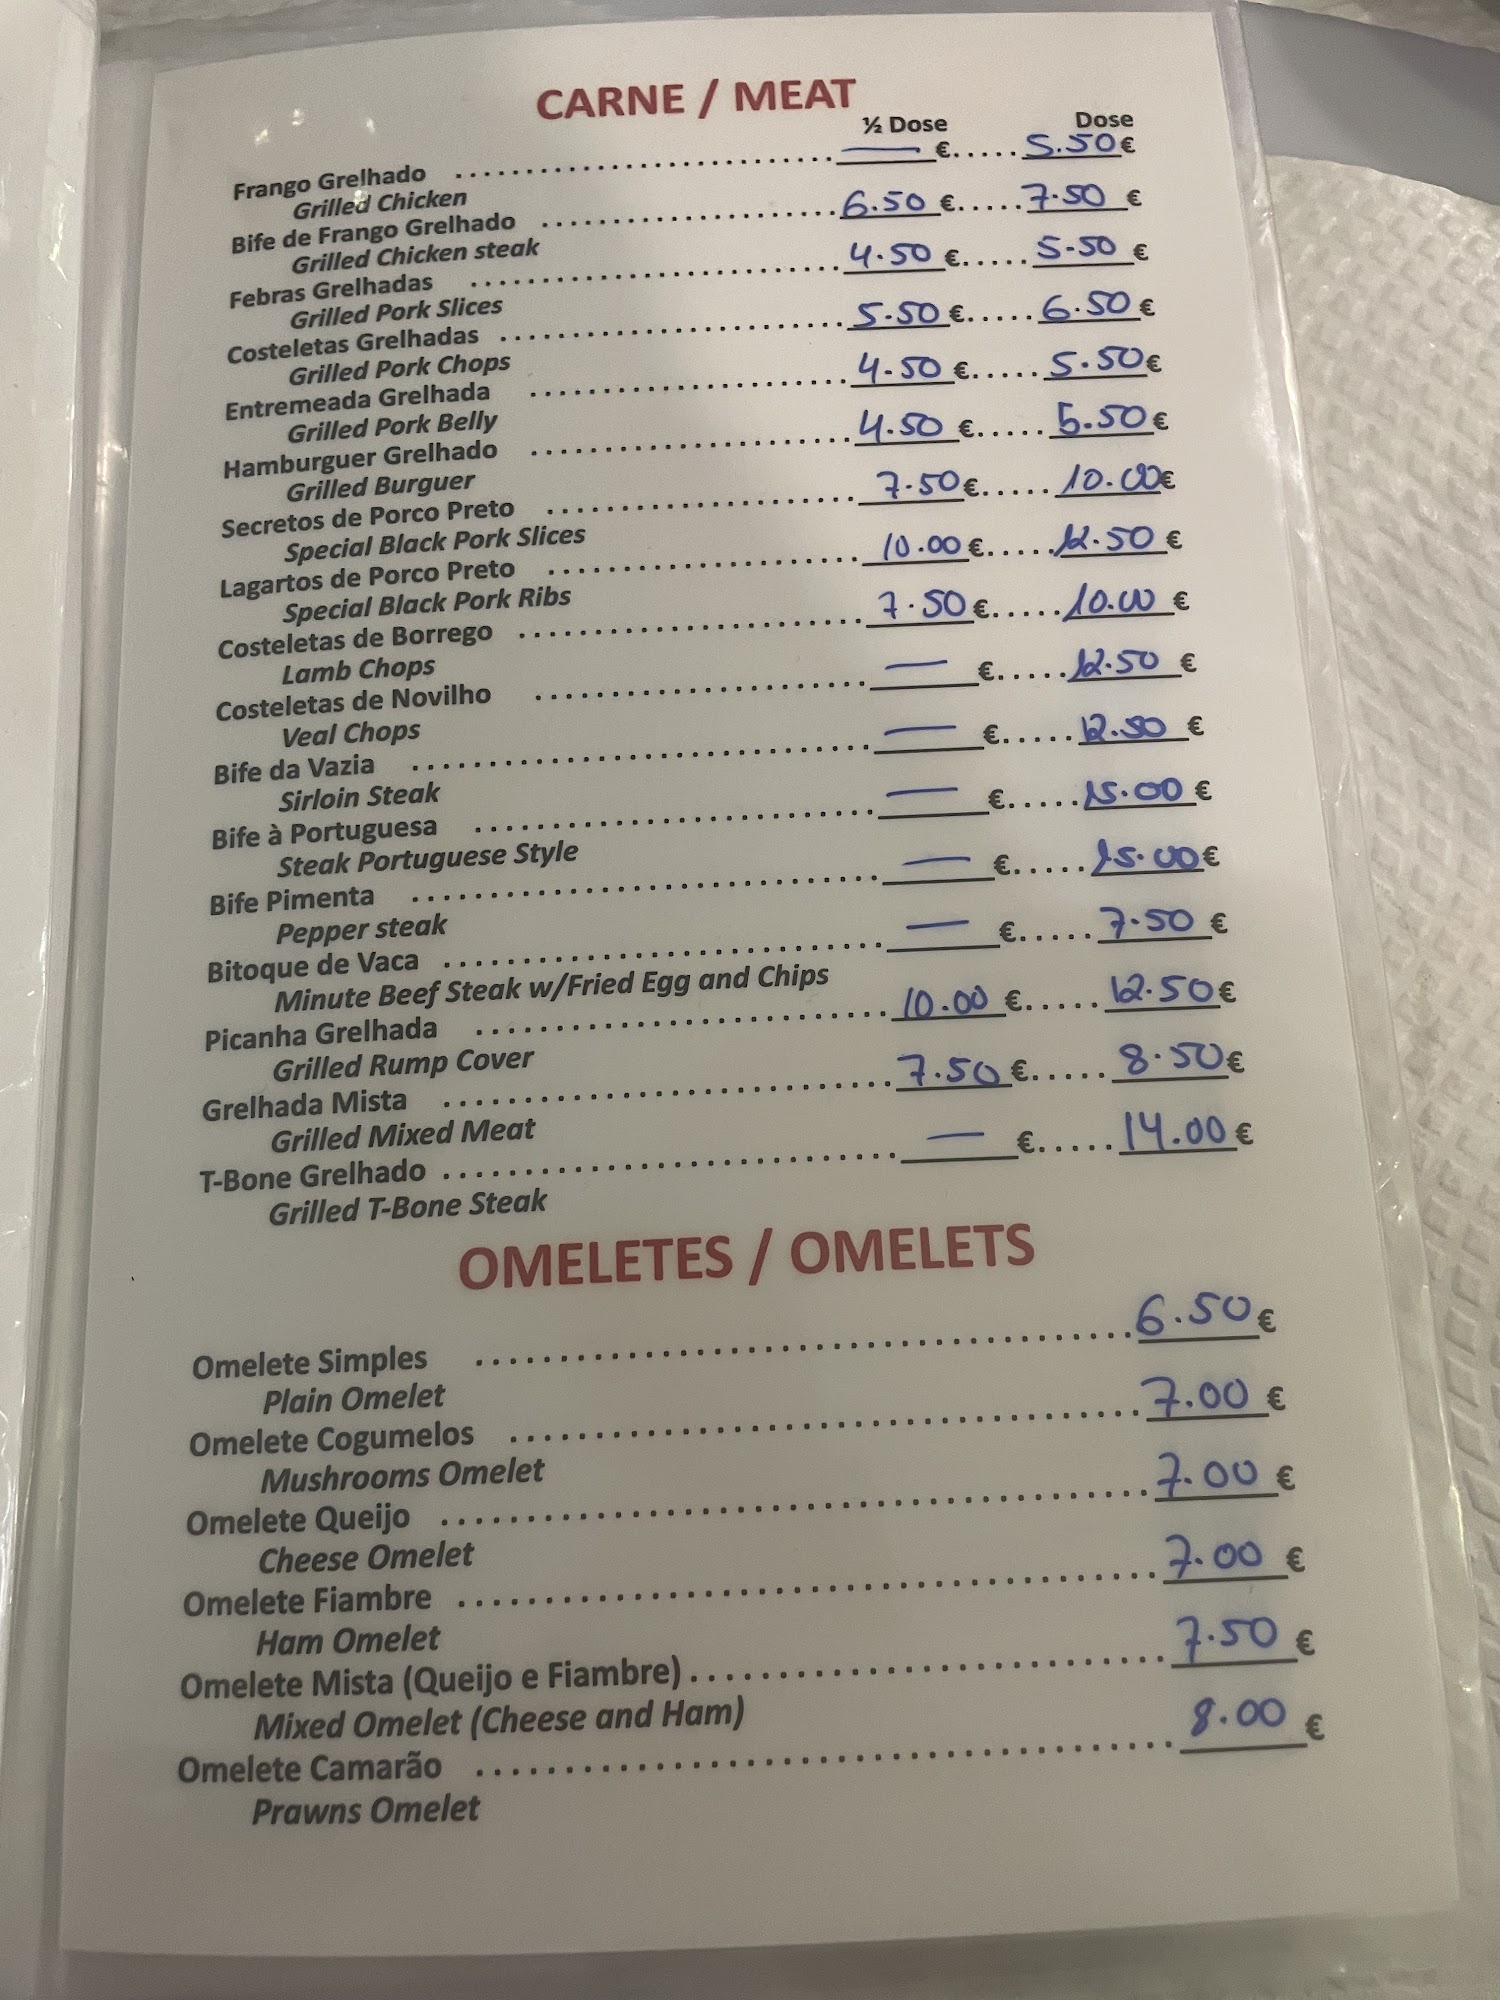 CARNE / MEAT
½ Dose Dose
Frango Grelhado ........ — €..... 5.50 €
Grilled Chicken
Bife de Frango Grelhado ........ 6.50 €..... 7.50 €
Grilled Chicken steak
Febras Grelhadas ........ 4.50 €..... 5.50 €
Grilled Pork Slices
Costeletas Grelhadas ........ 5.50 €..... 6.50 €
Grilled Pork Chops
Entremeada Grelhada ........ 4.50 €..... 5.50 €
Grilled Pork Belly
Hamburguer Grelhado ........ 4.50 €..... 5.50 €
Grilled Burguer
Secretos de Porco Preto ........ 7.50 €..... 10.00 €
Special Black Pork Slices
Lagartos de Porco Preto ........ 10.00 €..... 12.50 €
Special Black Pork Ribs
Costeletas de Borrego ........ 7.50 €..... 10.00 €
Lamb Chops
Costeletas de Novilho ........ — €..... 12.50 €
Veal Chops
Bife da Vazia ........ — €..... 12.50 €
Sirloin Steak
Bife à Portuguesa ........ — €..... 15.00 €
Steak Portuguese Style
Bife Pimenta ........ — €..... 15.00 €
Pepper steak
Bitoque de Vaca ........ — €..... 7.50 €
Minute Beef Steak w/Fried Egg and Chips
Picanha Grelhada ........ 10.00 €..... 12.50 €
Grilled Rump Cover
Grelhada Mista ........ 7.50 €..... 8.50 €
Grilled Mixed Meat
T-Bone Grelhado ........ — €..... 14.00 €
Grilled T-Bone Steak
OMELETES / OMELETS
Omelete Simples ........ 6.50 €
Plain Omelet
Omelete Cogumelos ........ 7.00 €
Mushrooms Omelet
Omelete Queijo ........ 7.00 €
Cheese Omelet
Omelete Fiambre ........ 7.00 €
Ham Omelet
Omelete Mista (Queijo e Fiambre) ........ 7.50 €
Mixed Omelet (Cheese and Ham)
Omelete Camarão ........ 8.00 €
Prawns Omelet